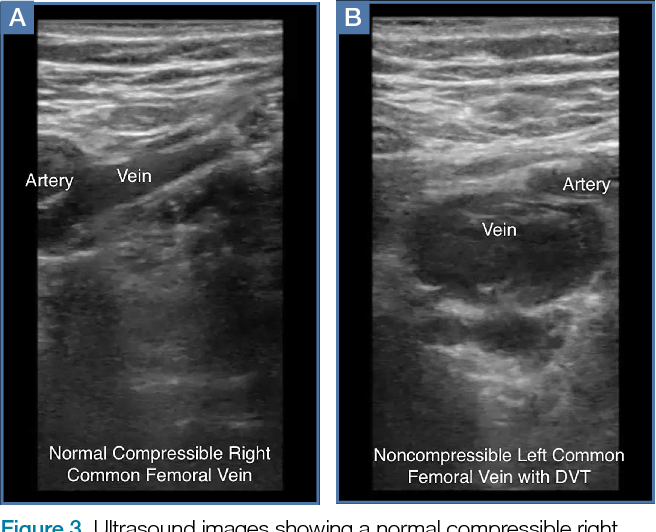 A
Artery
Vein
Normal Compressible Right
Common Femoral Vein
B
Artery
Vein
Noncompressible Left Common
Femoral Vein with DVT
Figure 3. Ultrasound images showing a normal compressible right